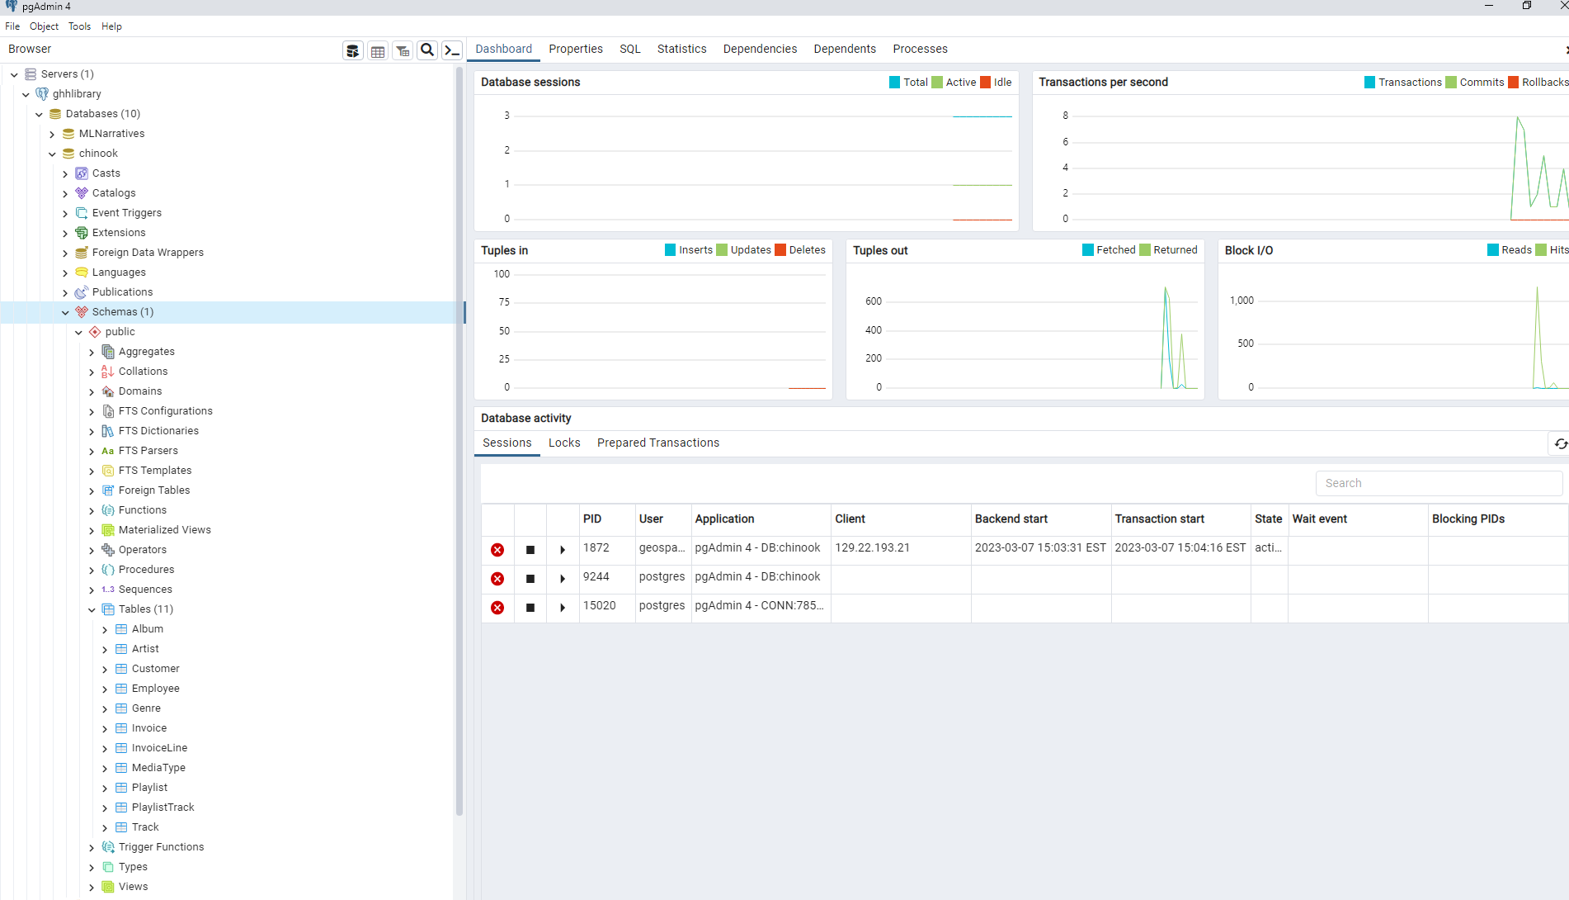 pgAdmin 4
File Object Tools Help
Browser
Dashboard Properties SQL Statistics Dependencies Dependents Processes
Servers (1)
ghhlibrary
Databases (10)
MLNarratives
chinook
Casts
Catalogs
Event Triggers
Extensions
Foreign Data Wrappers
Languages
Publications
Schemas (1)
public
Aggregates
Collations
Domains
FTS Configurations
FTS Dictionaries
Aa FTS Parsers
FTS Templates
Foreign Tables
Functions
Materialized Views
Operators
Procedures
1..3 Sequences
Tables (11)
Album
Artist
Customer
Employee
Genre
Invoice
InvoiceLine
MediaType
Playlist
PlaylistTrack
Track
Trigger Functions
Types
Views
Database sessions Total Active Idle
3
2
1
0
Transactions per second Transactions Commits Rollbacks
8
6
4
2
0
Tuples in Inserts Updates Deletes
100
75
50
25
0
Tuples out Fetched Returned
600
400
200
0
Block I/O Reads Hits
1,000
500
0
Database activity
Sessions Locks Prepared Transactions
Search
PID User Application Client Backend start Transaction start State Wait event Blocking PIDs
1872 geospa... pgAdmin 4 - DB:chinook 129.22.193.21 2023-03-07 15:03:31 EST 2023-03-07 15:04:16 EST acti...
9244 postgres pgAdmin 4 - DB:chinook
15020 postgres pgAdmin 4 - CONN:785...